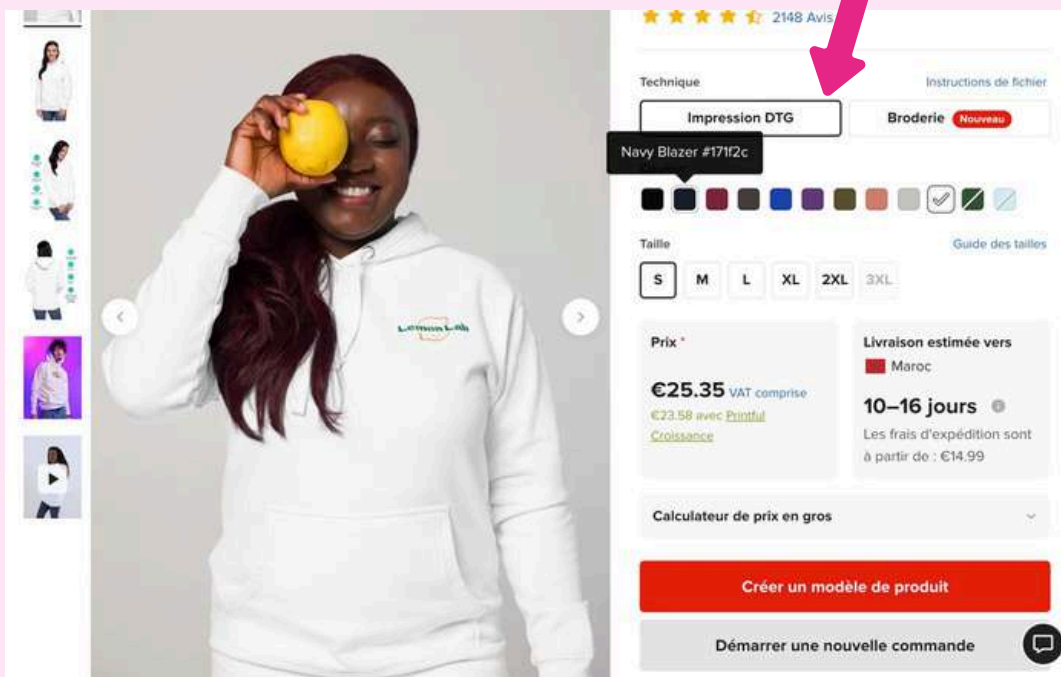 2148 Avis
Technique
Instructions de fichier
Impression DTG
Broderie Nouveau
Navy Blazer #171f2c
Taille
Guide des tailles
S M L XL 2XL 3XL
Lemon Lab
Prix *
€25.35 VAT comprise
€23.58 avec Printful
Croissance
Livraison estimée vers
Maroc
10–16 jours
Les frais d'expédition sont
à partir de : €14.99
Calculateur de prix en gros
Créer un modèle de produit
Démarrer une nouvelle commande